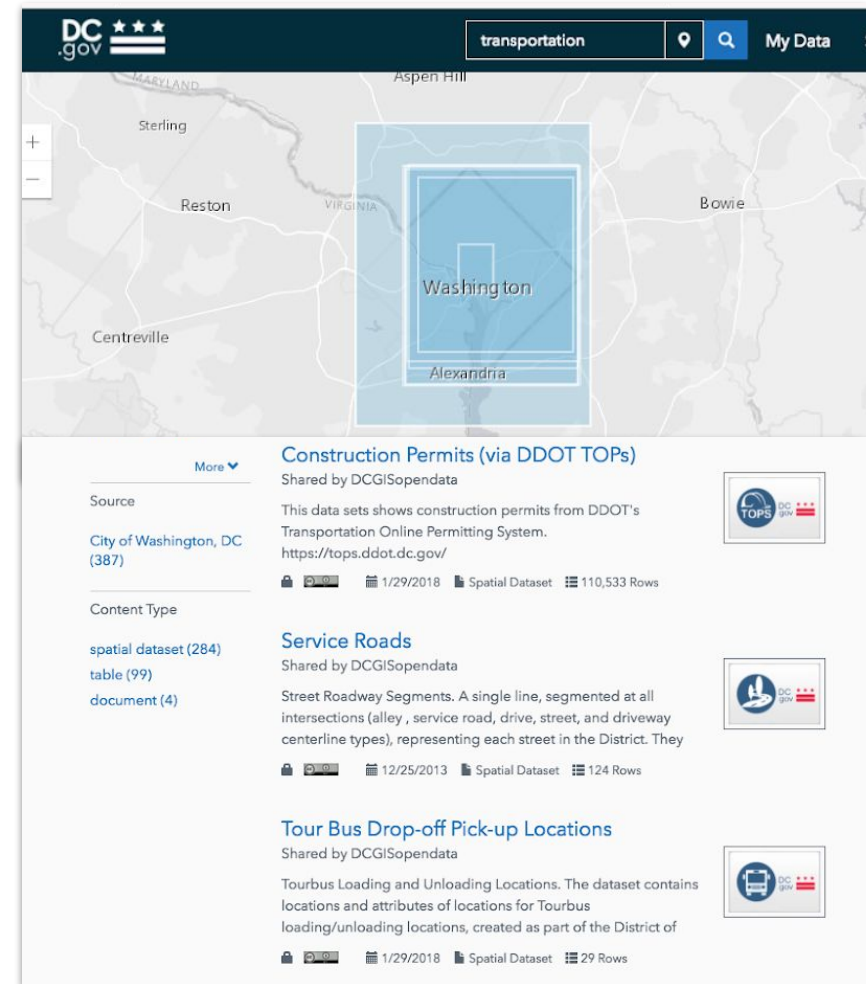 DC
.gov
transportation
My Data
MARYLAND
Aspen Hill
Sterling
+
−
Reston
VIRGINIA
Bowie
Washington
Centreville
Alexandria
More
Source
City of Washington, DC
(387)
Content Type
spatial dataset (284)
table (99)
document (4)
Construction Permits (via DDOT TOPs)
Shared by DCGISopendata
This data sets shows construction permits from DDOT's
Transportation Online Permitting System.
https://tops.ddot.dc.gov/
1/29/2018 Spatial Dataset 110,533 Rows
TOPS DC gov
Service Roads
Shared by DCGISopendata
Street Roadway Segments. A single line, segmented at all
intersections (alley , service road, drive, street, and driveway
centerline types), representing each street in the District. They
12/25/2013 Spatial Dataset 124 Rows
DC gov
Tour Bus Drop-off Pick-up Locations
Shared by DCGISopendata
Tourbus Loading and Unloading Locations. The dataset contains
locations and attributes of locations for Tourbus
loading/unloading locations, created as part of the District of
1/29/2018 Spatial Dataset 29 Rows
DC gov